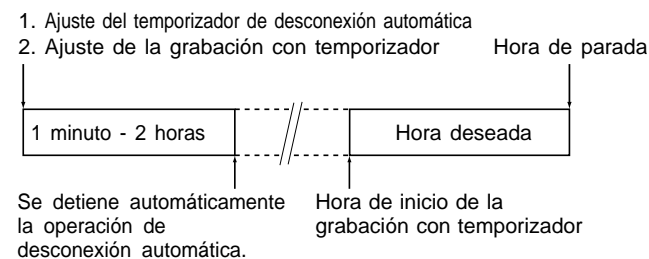 1. Ajuste del temporizador de desconexión automática
2. Ajuste de la grabación con temporizador
Hora de parada
1 minuto - 2 horas
Hora deseada
Se detiene automáticamente
la operación de
desconexión automática.
Hora de inicio de la
grabación con temporizador